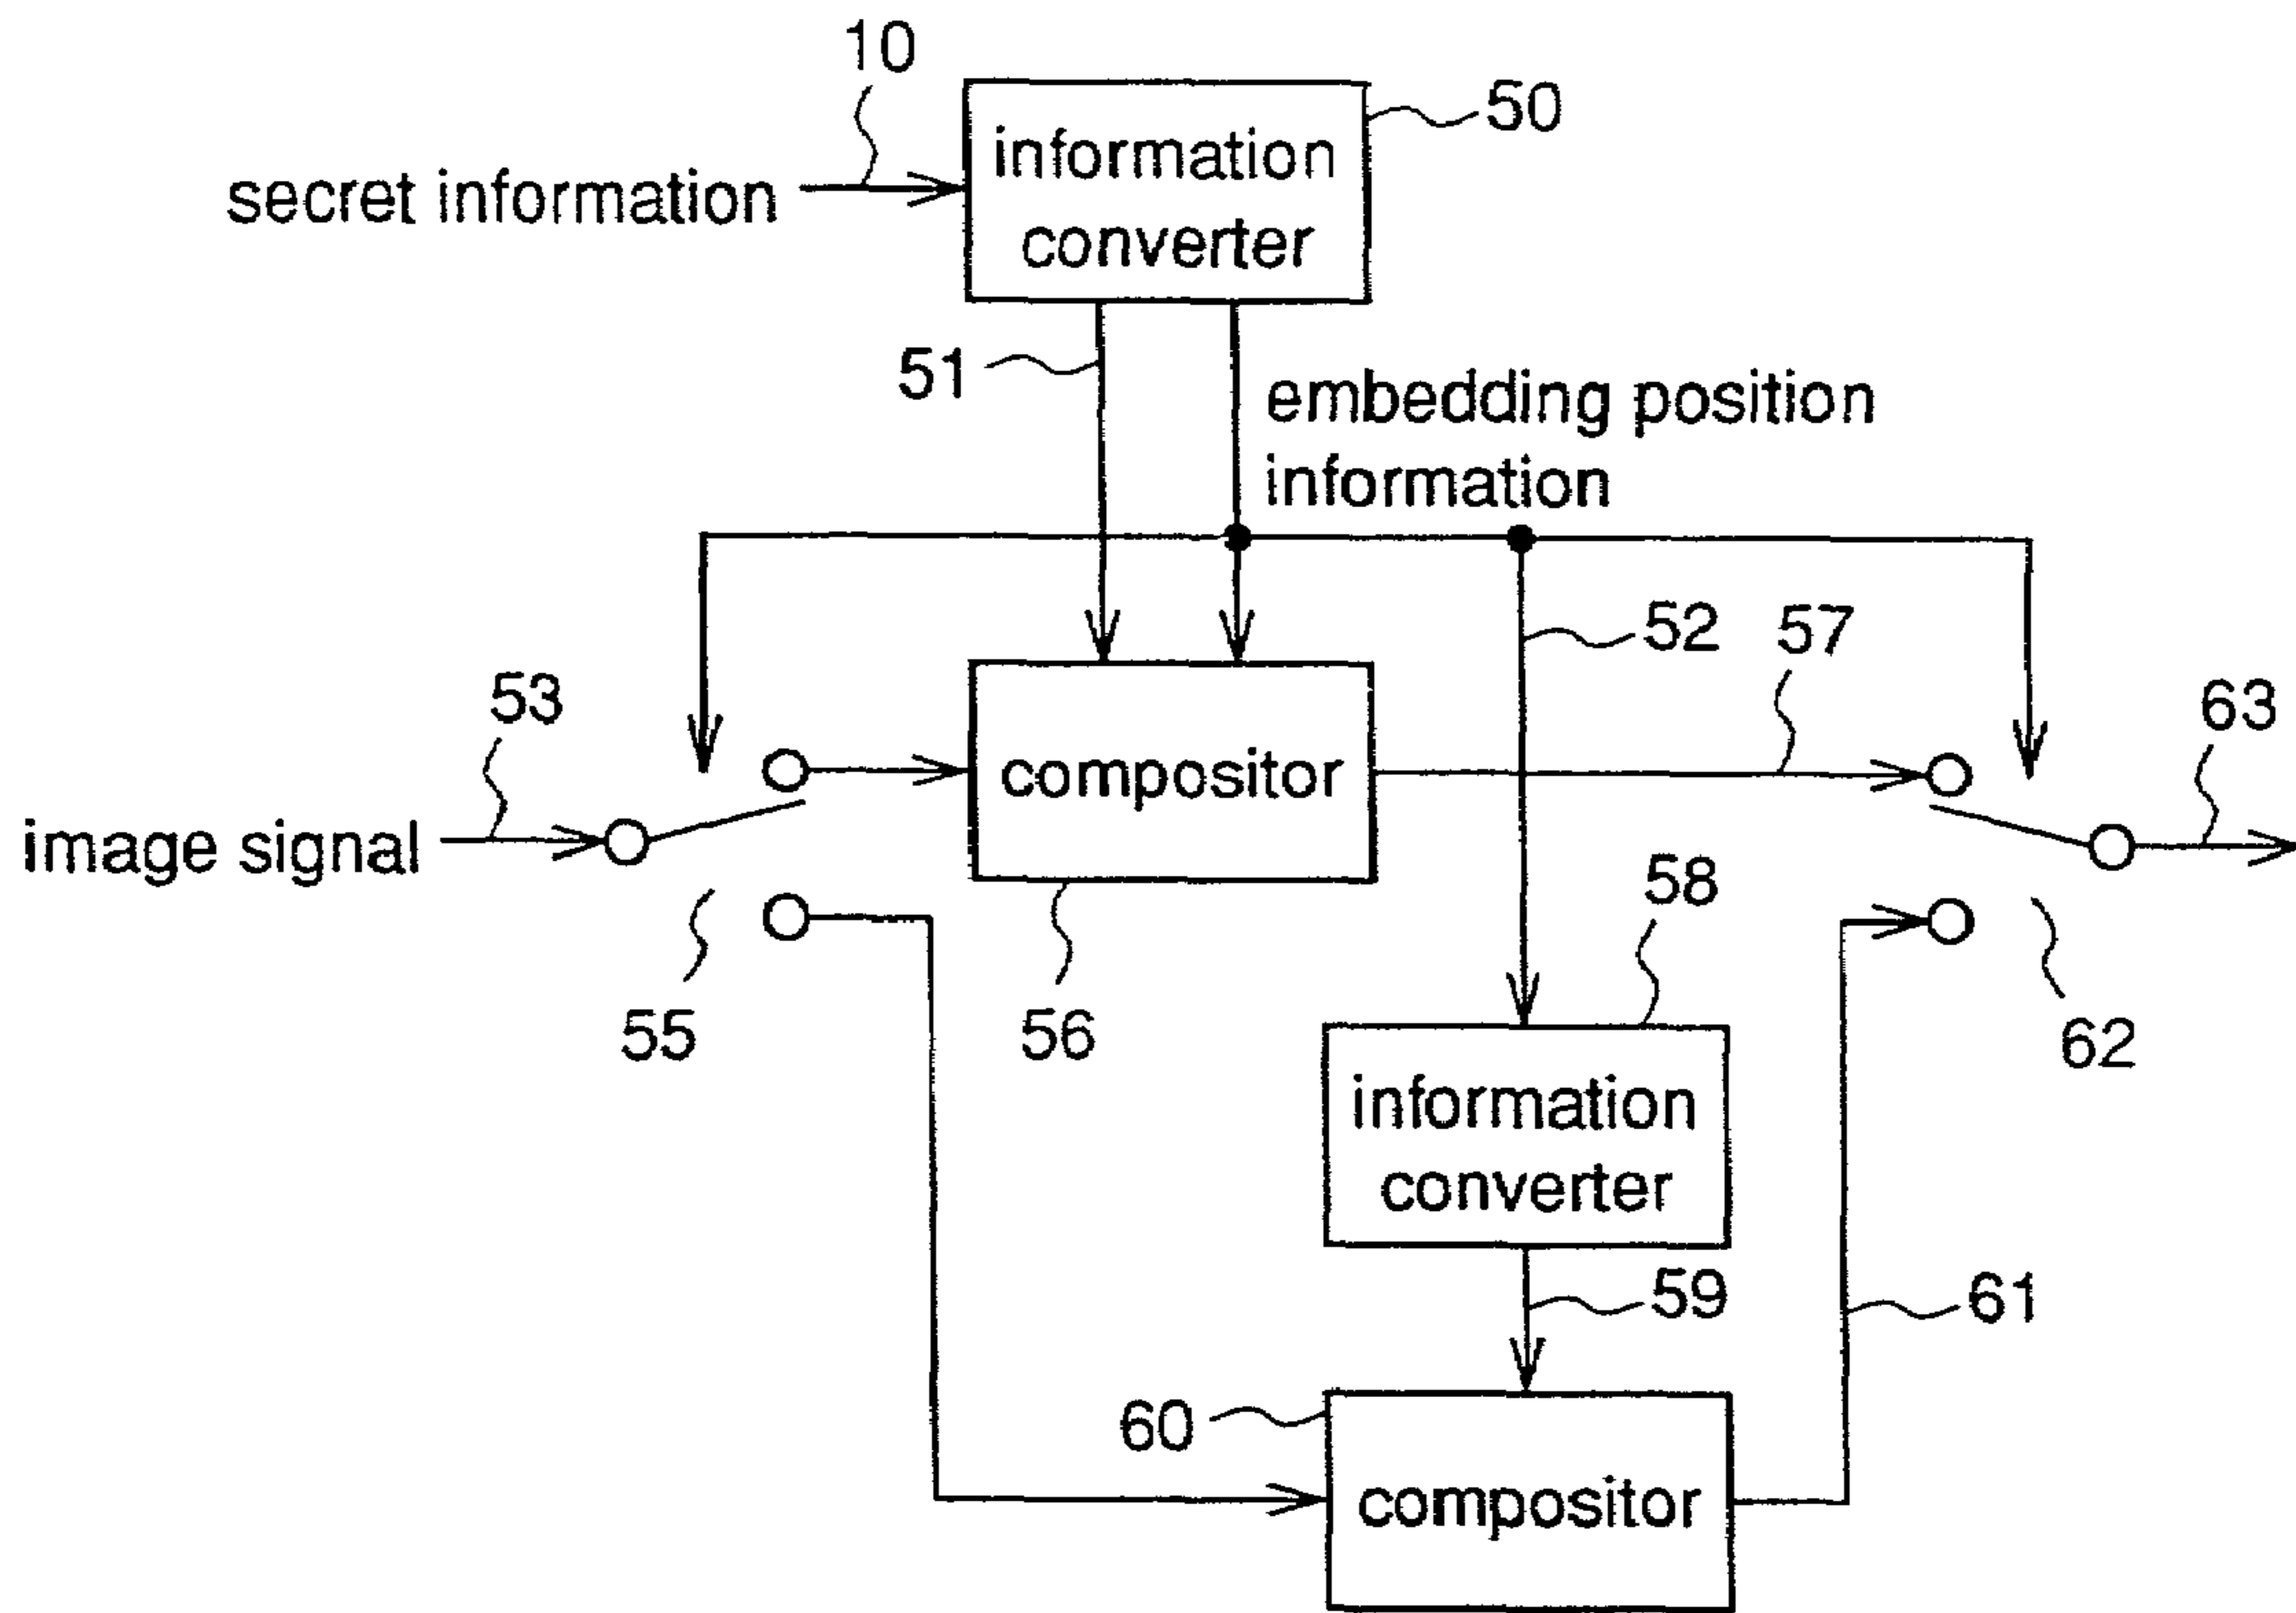 10
information
converter
50
secret information
51
embedding position
information
52
57
53
63
compositor
image signal
58
55
56
62
information
converter
59
61
60
compositor